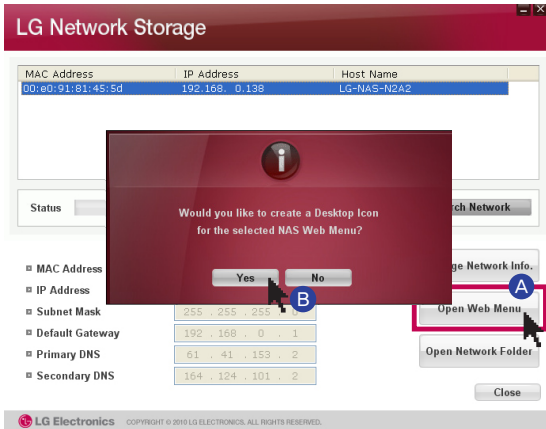 LG Network Storage
MAC Address IP Address Host Name
00:e0:91:81:45:5d 192.168. 0.138 LG-NAS-N2A2
i
Would you like to create a Desktop Icon
for the selected NAS Web Menu?
Yes No
B
Status
rch Network
MAC Address
ge Network Info.
IP Address
A
Subnet Mask 255 . 255 . 255 . 0
Open Web Menu
Default Gateway 192 . 168 . 0 . 1
Primary DNS 61 . 41 . 153 . 2
Open Network Folder
Secondary DNS 164 . 124 . 101 . 2
Close
LG Electronics COPYRIGHT © 2010 LG ELECTRONICS. ALL RIGHTS RESERVED.